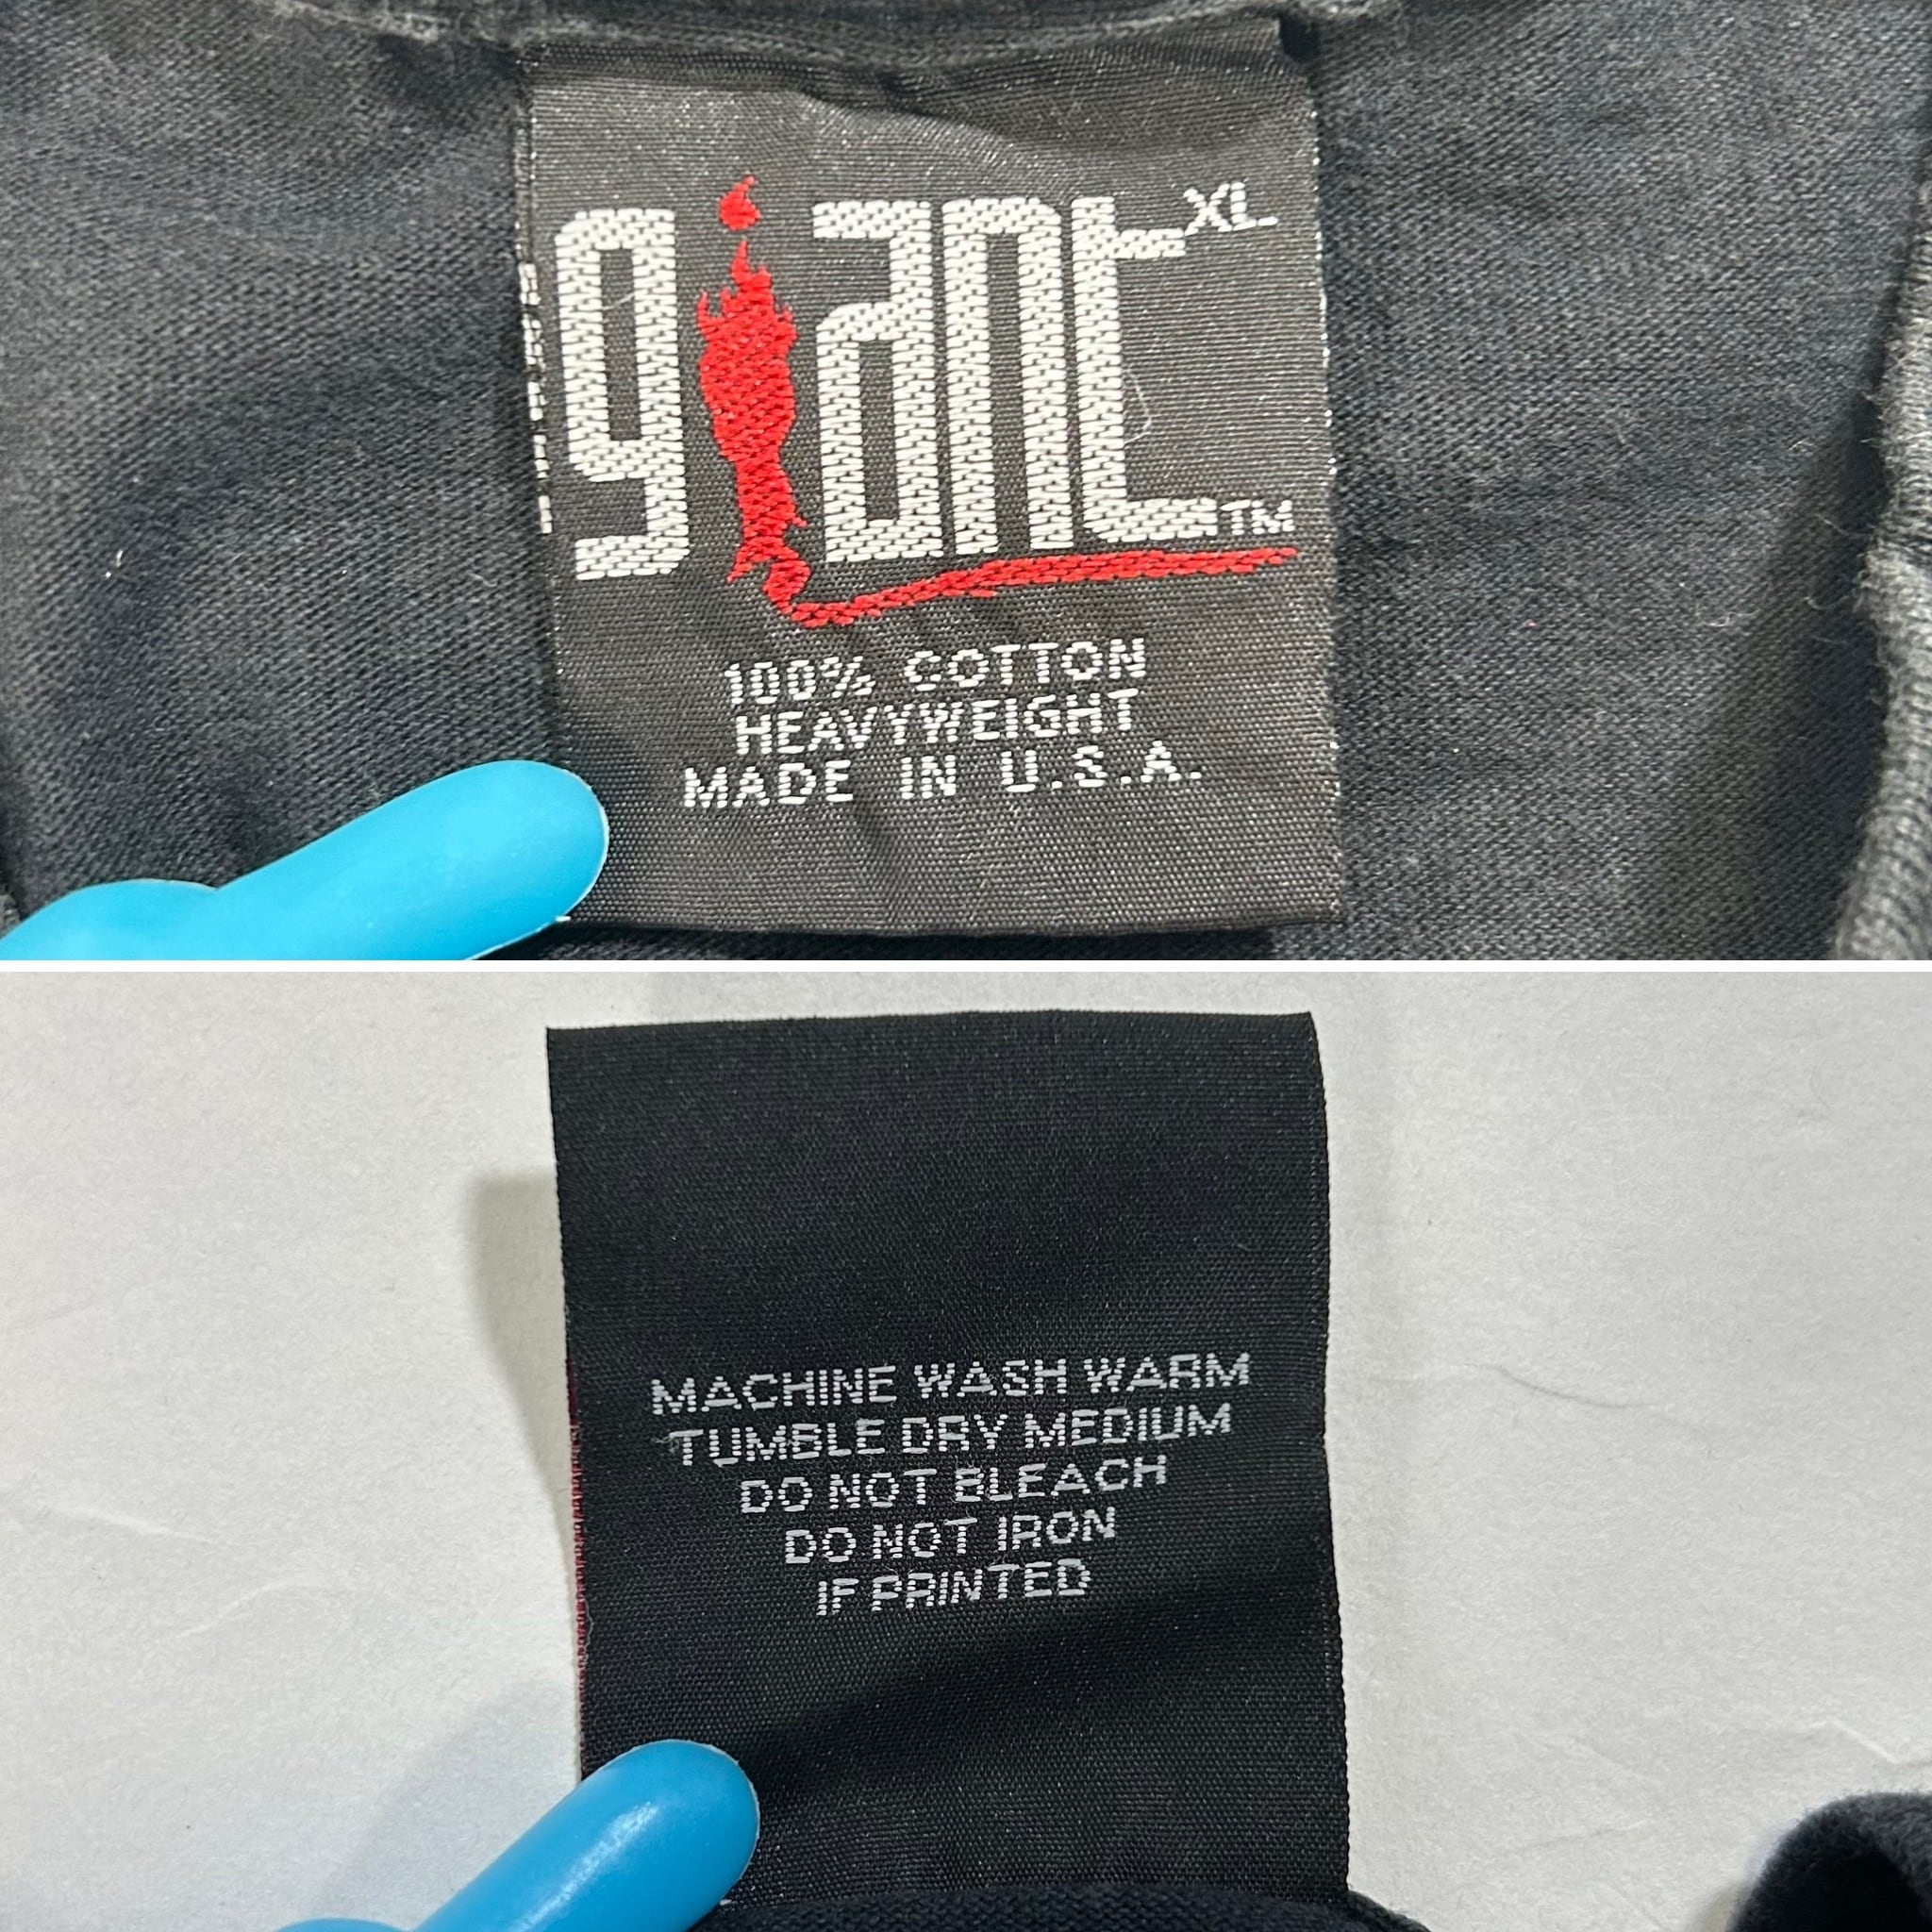 giant XL
TM
100% COTTON
HEAVYWEIGHT
MADE IN U.S.A.
MACHINE WASH WARM
TUMBLE DRY MEDIUM
DO NOT BLEACH
DO NOT IRON
IF PRINTED